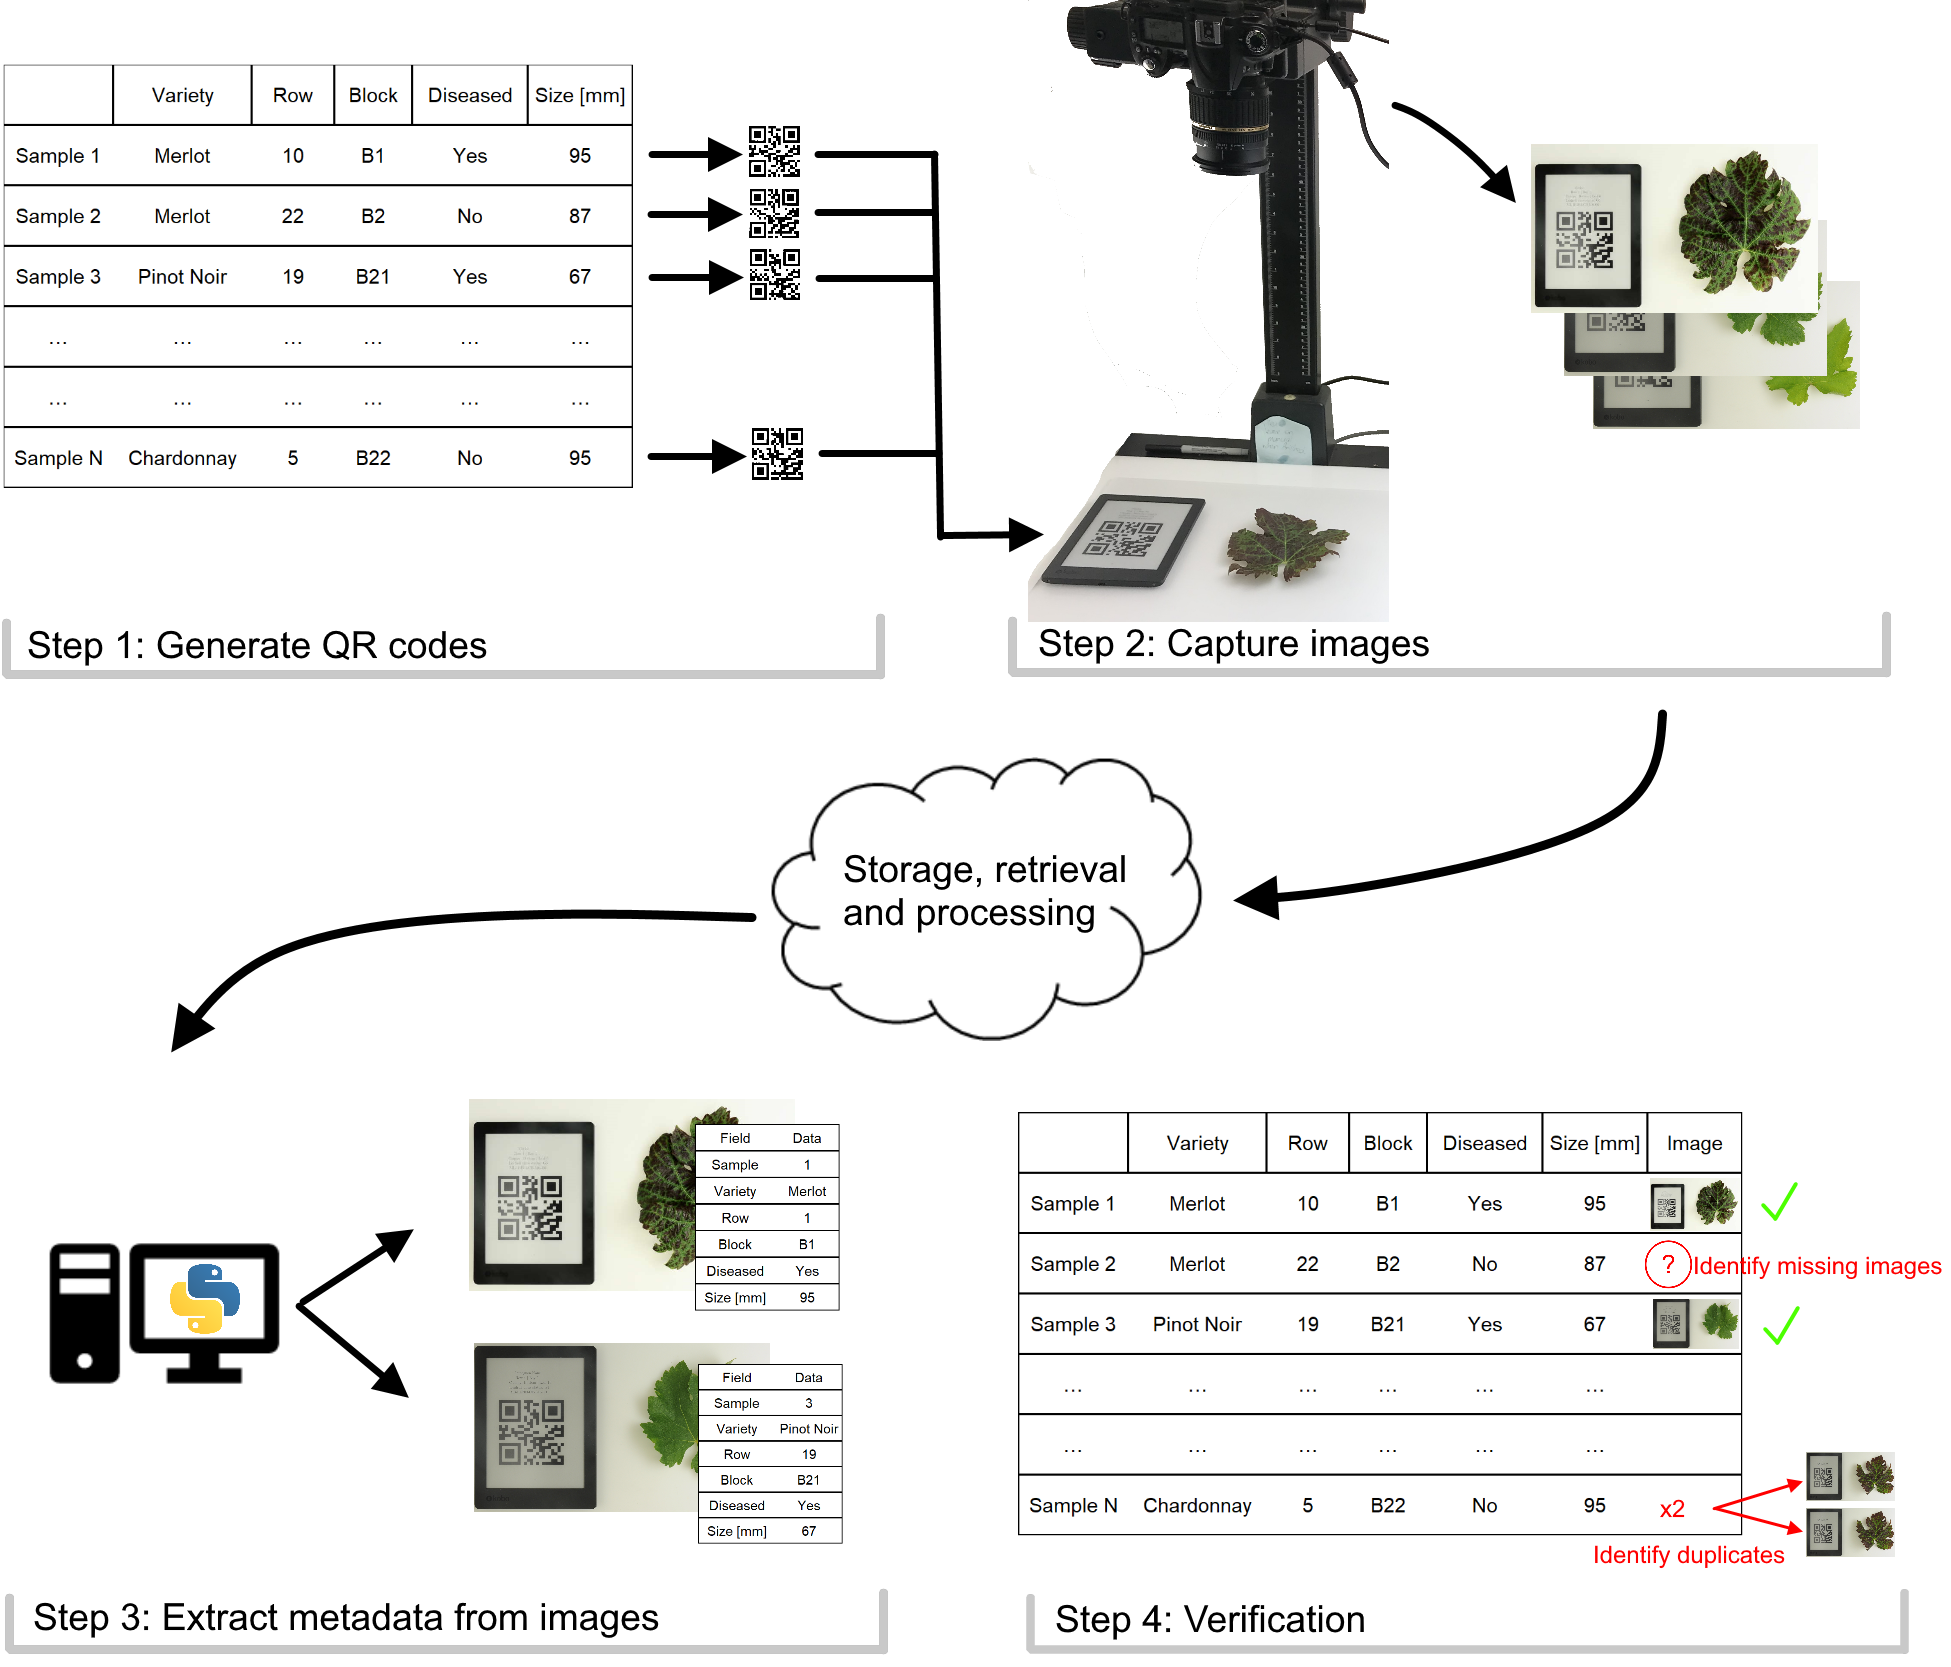 Variety Row Block Diseased Size [mm]
Sample 1 Merlot 10 B1 Yes 95
Sample 2 Merlot 22 B2 No 87
Sample 3 Pinot Noir 19 B21 Yes 67
... ... ... ... ... ...
... ... ... ... ... ...
Sample N Chardonnay 5 B22 No 95
Step 1: Generate QR codes
Step 2: Capture images
Storage, retrieval
and processing
Field Data
Sample 1
Variety Merlot
Row 1
Block B1
Diseased Yes
Size [mm] 95
Field Data
Sample 3
Variety Pinot Noir
Row 19
Block B21
Diseased Yes
Size [mm] 67
Step 3: Extract metadata from images
Variety Row Block Diseased Size [mm] Image
Sample 1 Merlot 10 B1 Yes 95
Sample 2 Merlot 22 B2 No 87 ? Identify missing images
Sample 3 Pinot Noir 19 B21 Yes 67
... ... ... ... ... ...
... ... ... ... ... ...
Sample N Chardonnay 5 B22 No 95 x2
Identify duplicates
Step 4: Verification